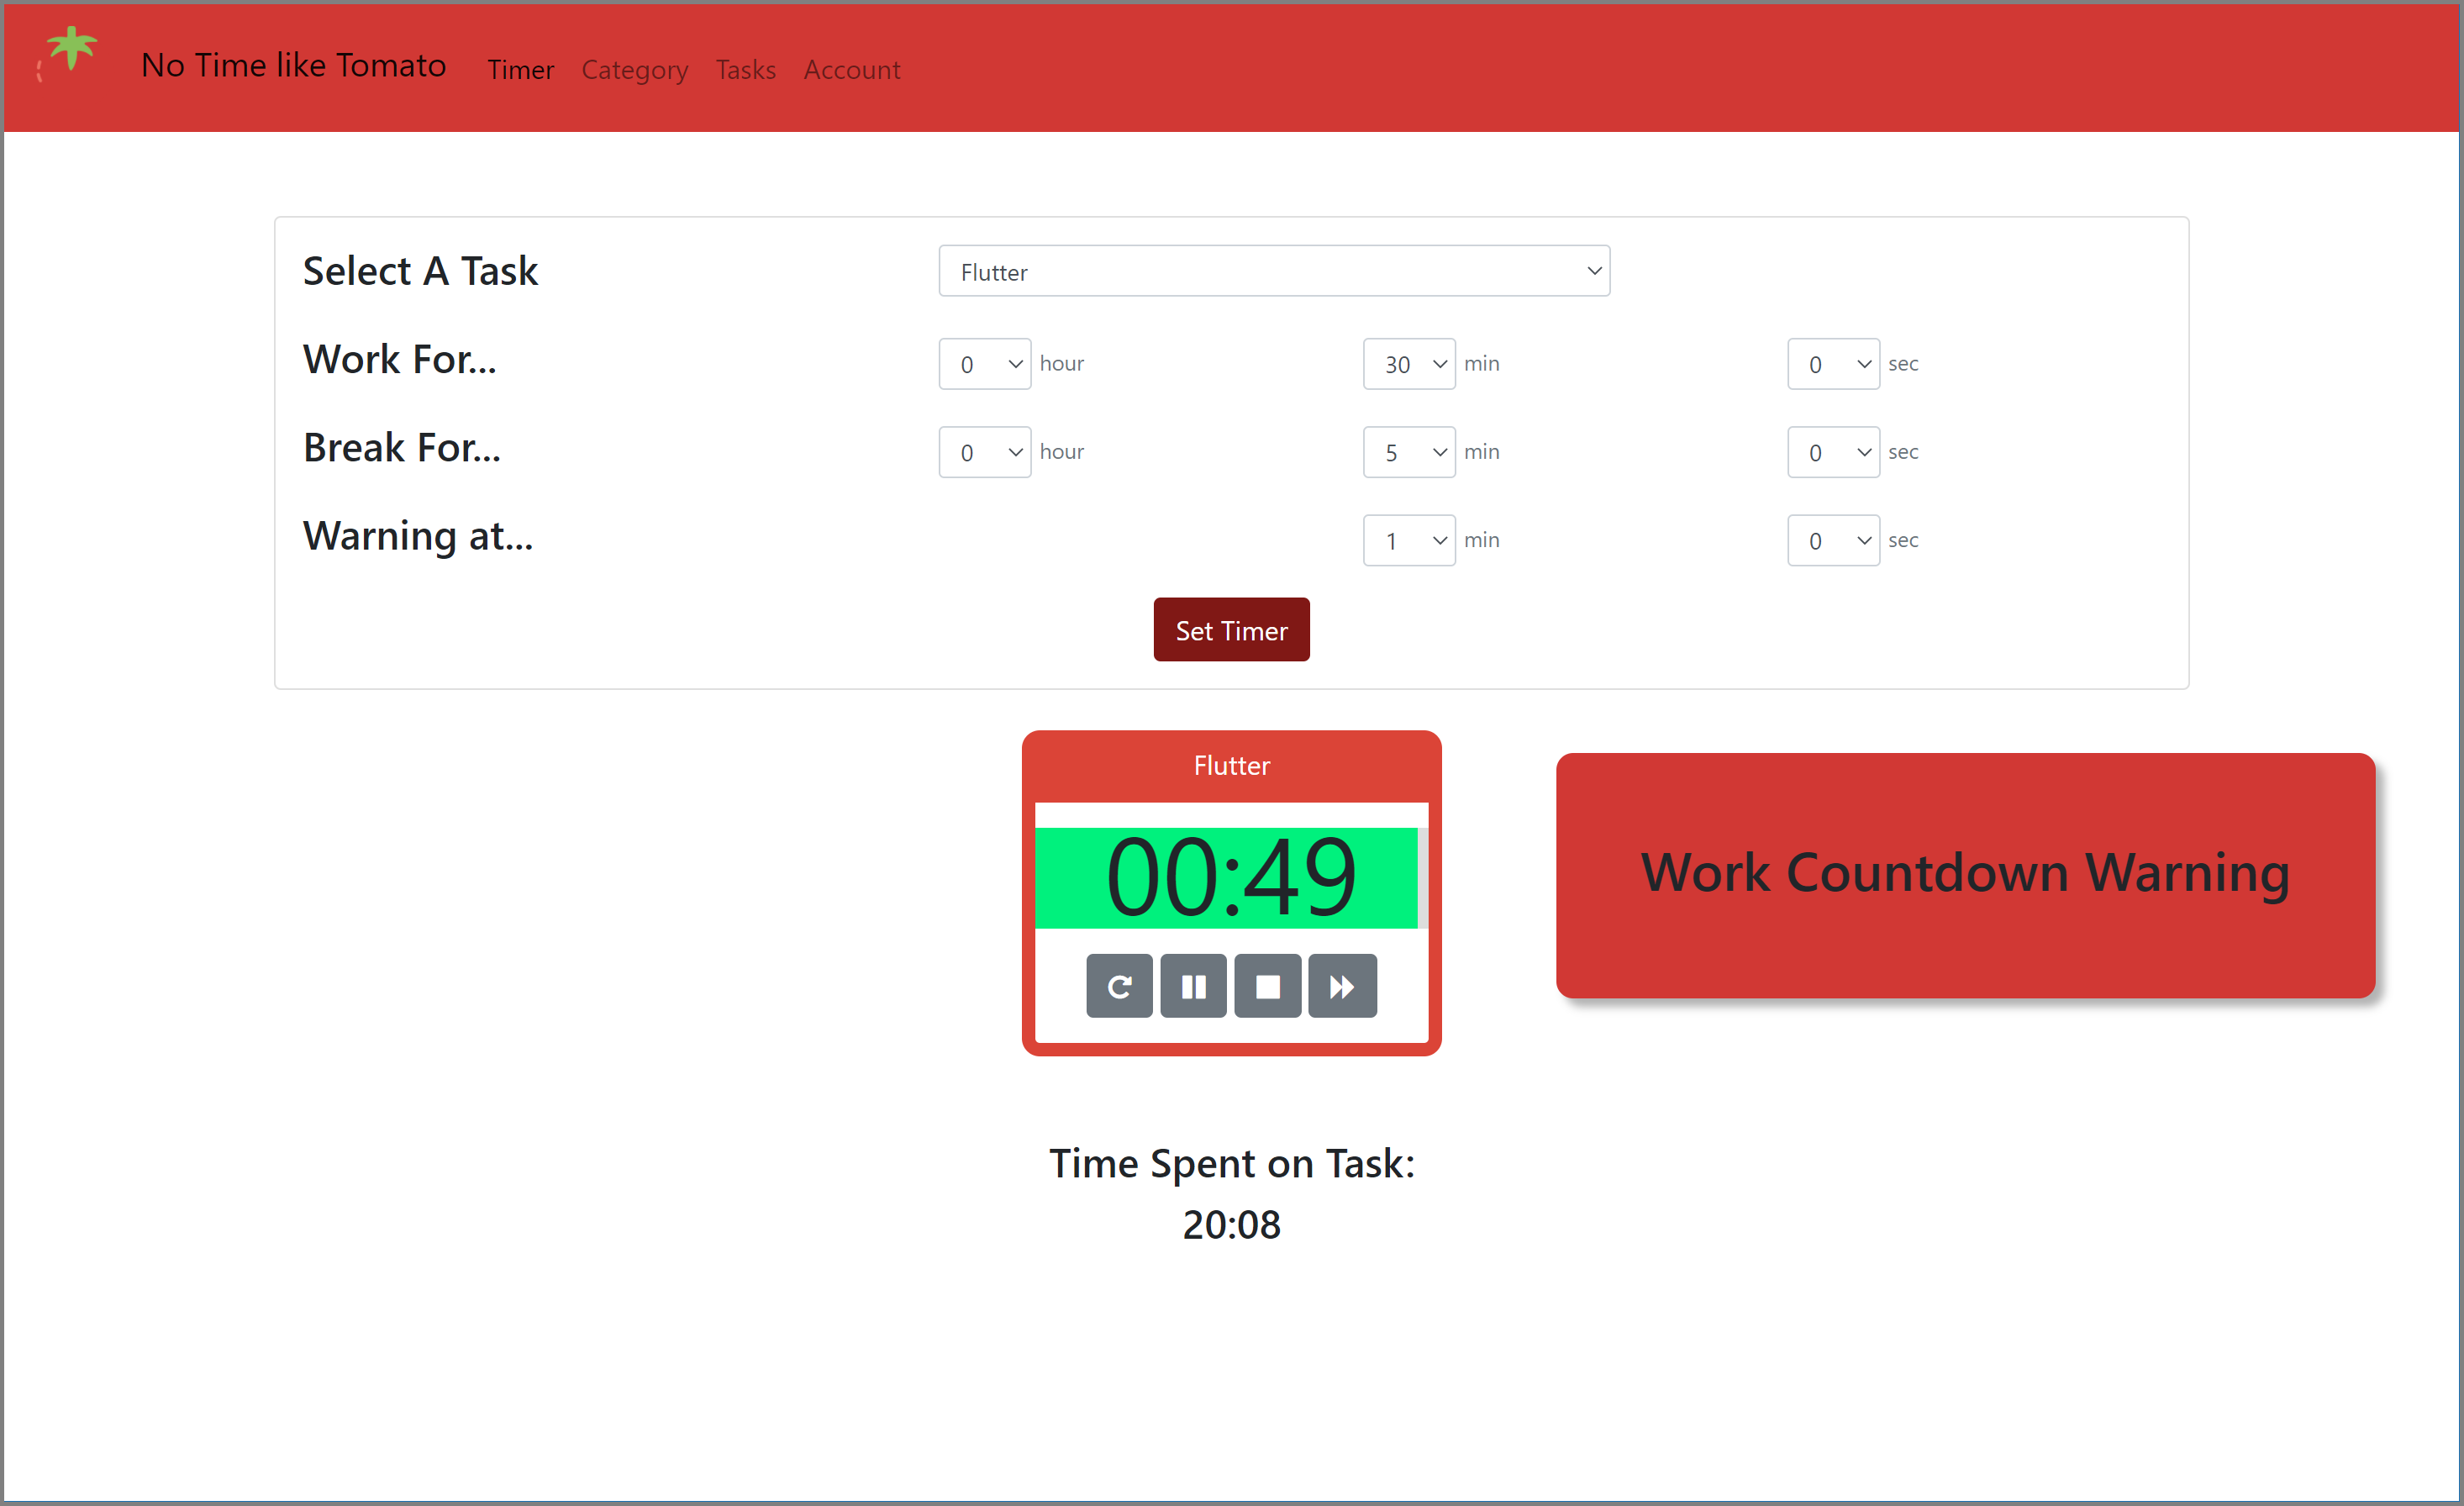 No Time like Tomato Timer Category Tasks Account
Select A Task Flutter
Work For... 0 hour 30 min 0 sec
Break For... 0 hour 5 min 0 sec
Warning at... 1 min 0 sec
Set Timer
Flutter
00:49
Work Countdown Warning
Time Spent on Task:
20:08